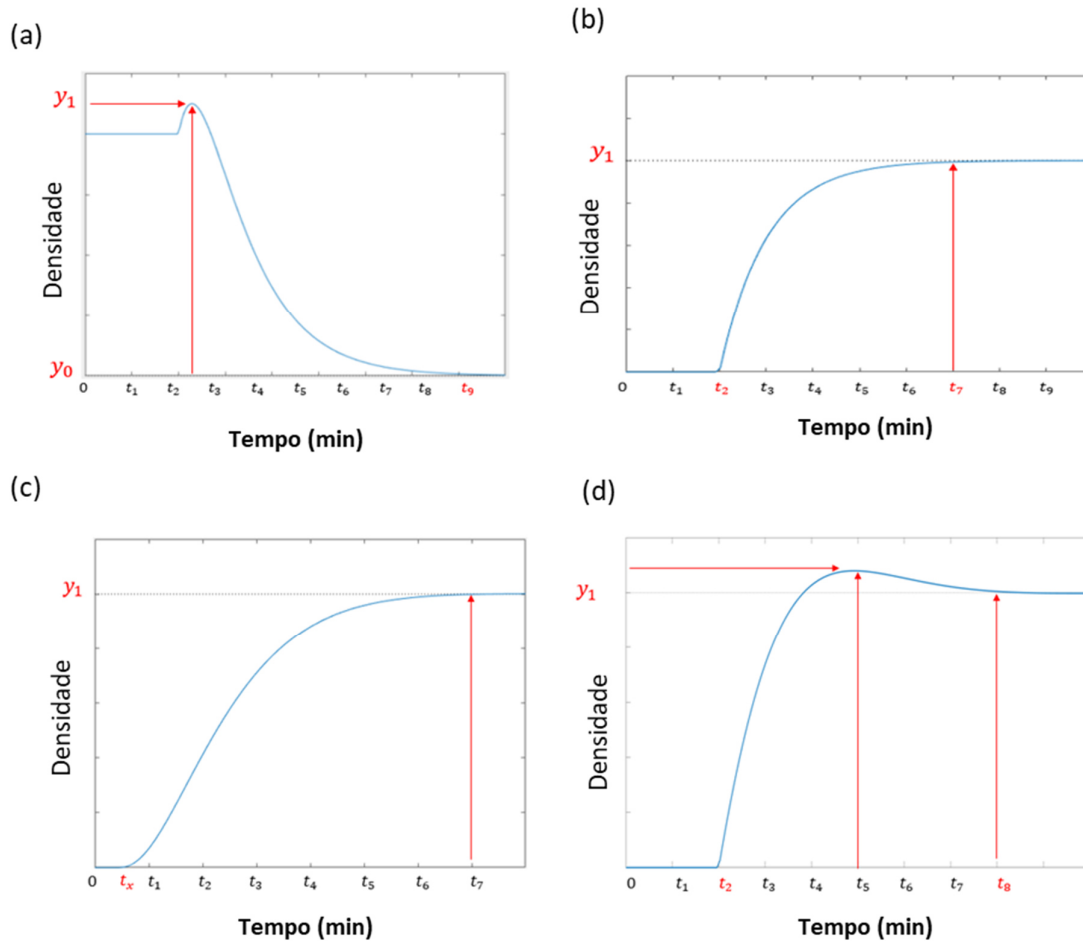 (a)
y₁
Densidade
y₀
0 t₁ t₂ t₃ t₄ t₅ t₆ t₇ t₈ t₉
Tempo (min)
(b)
y₁
Densidade
0 t₁ t₂ t₃ t₄ t₅ t₆ t₇ t₈ t₉
Tempo (min)
(c)
y₁
Densidade
0 tₓ t₁ t₂ t₃ t₄ t₅ t₆ t₇
Tempo (min)
(d)
y₁
Densidade
0 t₁ t₂ t₃ t₄ t₅ t₆ t₇ t₈
Tempo (min)